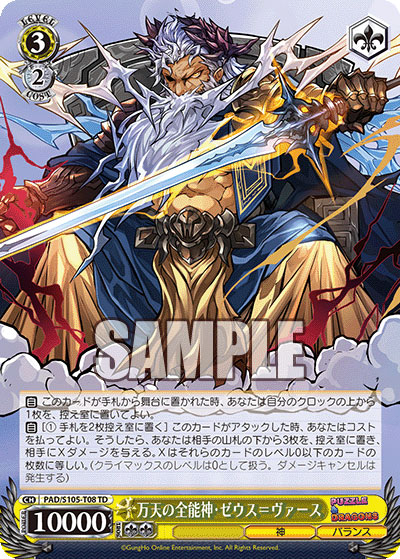 LEVEL
3
2
COST
SAMPLE
自 このカードが手札から舞台に置かれた時、あなたは自分のクロックの上から
1枚を、控え室に置いてよい。
自 [① 手札を2枚控え室に置く] このカードがアタックした時、あなたはコスト
を払ってよい。そうしたら、あなたは相手の山札の下から3枚を、控え室に置き、
相手にXダメージを与える。Xはそれらのカードのレベル0以下のカードの
枚数に等しい。(クライマックスのレベルは0として扱う。ダメージキャンセルは
発生する)
CH PAD/S105-T08 TD
万天の全能神・ゼウス=ヴァース
PUZZLE & DRAGONS
POWER
10000
SOUL
神
バランス
©GungHo Online Entertainment, Inc. All Rights Reserved.